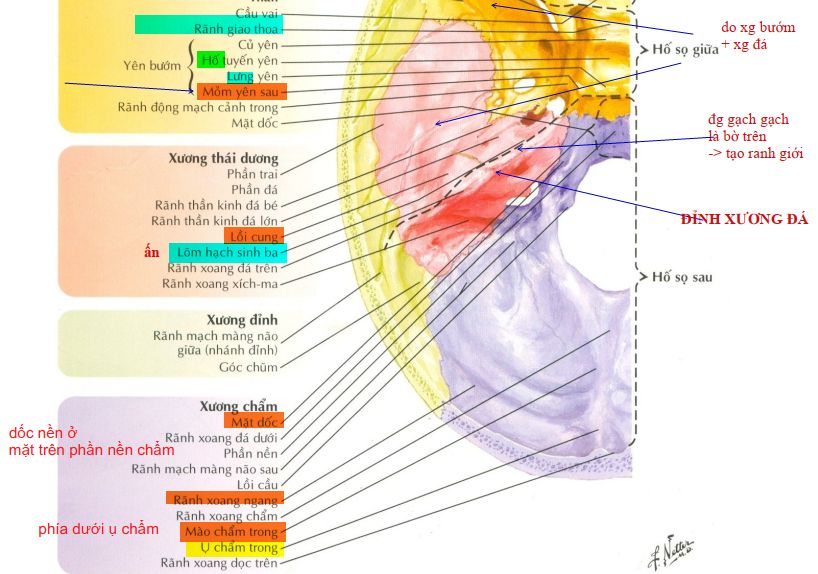 Cầu vai
Rãnh giao thoa
Củ yên
Yên bướm
Hố tuyến yên
Lưng yên
Mỏm yên sau
Rãnh động mạch cảnh trong
Mặt dốc
do xg bướm
+ xg đá
Hố sọ giữa
đg gạch gạch
là bờ trên
-> tạo ranh giới
Xương thái dương
Phần trai
Phần đá
Rãnh thần kinh đá bé
Rãnh thần kinh đá lớn
Lồi cung
ấn
Lõm hạch sinh ba
Rãnh xoang đá trên
Rãnh xoang xích-ma
ĐỈNH XƯƠNG ĐÁ
Hố sọ sau
Xương đỉnh
Rãnh mạch màng não
giữa (nhánh đỉnh)
Góc chũm
Xương chẩm
Mặt dốc
dốc nền ở
mặt trên phần nền chẩm
Rãnh xoang đá dưới
Phần nền
Rãnh mạch màng não sau
Lồi cầu
Rãnh xoang ngang
Rãnh xoang chẩm
phía dưới ụ chẩm
Mào chẩm trong
Ụ chẩm trong
Rãnh xoang dọc trên
F. Netter
M.D.